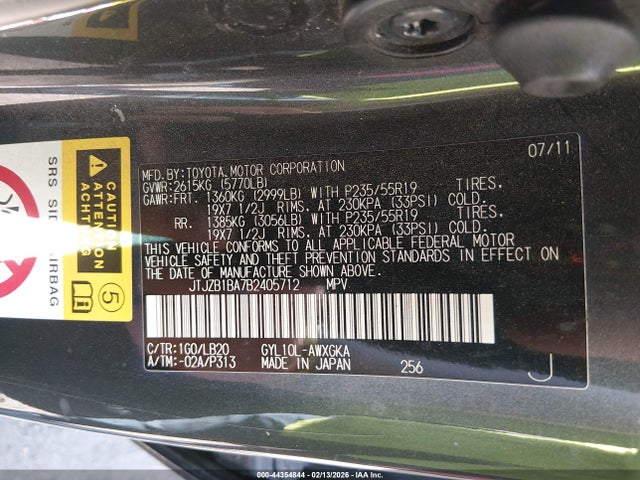 07/11
MFD. BY: TOYOTA MOTOR CORPORATION
GVWR: 2615KG (5770LB)
GAWR: FRT. 1360KG (2999LB) WITH P235/55R19 TIRES,
19X7 1/2J RIMS, AT 230KPA (33PSI) COLD.
RR. 1385KG (3056LB) WITH P235/55R19 TIRES,
19X7 1/2J RIMS, AT 230KPA (33PSI) COLD.
THIS VEHICLE CONFORMS TO ALL APPLICABLE FEDERAL MOTOR
VEHICLE SAFETY AND THEFT PREVENTION STANDARDS IN EFFECT ON
THE DATE OF MANUFACTURE SHOWN ABOVE.
JTJZB1BA7B2405712 MPV
C/TR: 1G0/LB20 GYL10L-AWXGKA
A/TM: -02A/P313 MADE IN JAPAN 256 J
CAUTION
ATTENTION
ACHTUNG
5
SRS SIDE AIRBAG
000-44354844 - 02/13/2026 - IAA Inc.